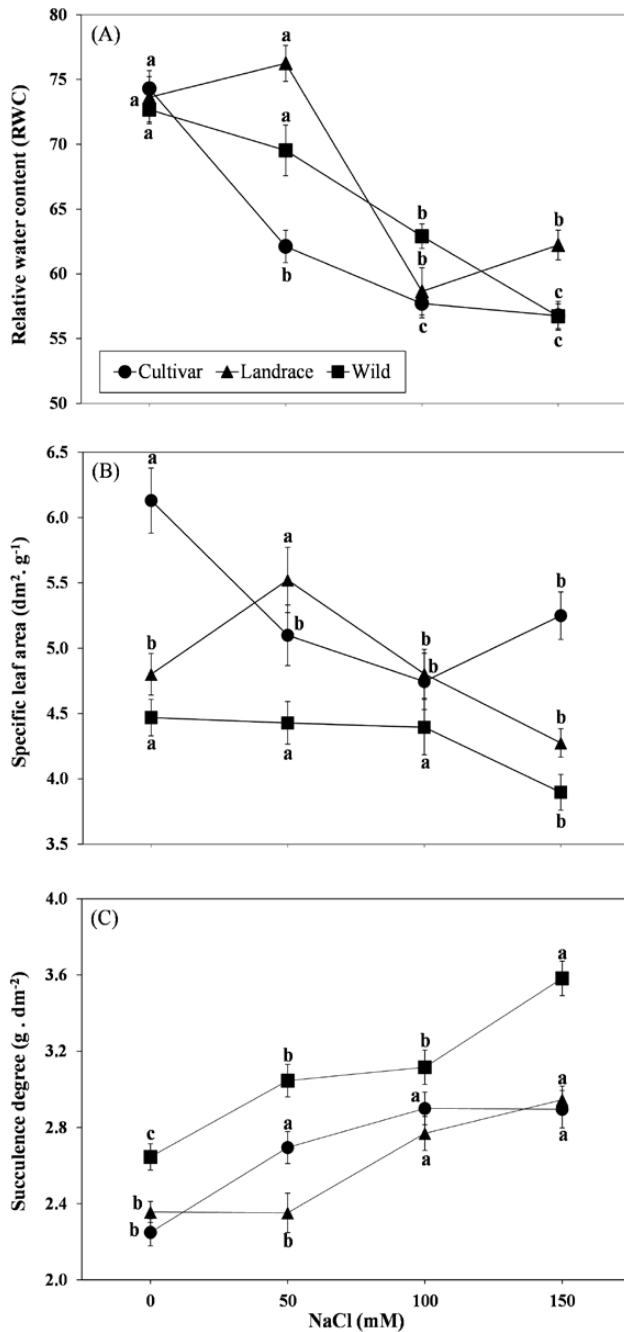 (A)
Relative water content (RWC)
80
75
70
65
60
55
50
a
a
a
a
a
b
b
b
c
b
c
c
Cultivar Landrace Wild
(B)
Specific leaf area (dm². g⁻¹)
6.5
6.0
5.5
5.0
4.5
4.0
3.5
a
b
a
a
b
a
b
b
a
b
b
b
(C)
Succulence degree (g . dm⁻²)
4.0
3.6
3.2
2.8
2.4
2.0
c
b
b
b
a
b
b
a
a
a
a
a
0 50 100 150
NaCl (mM)